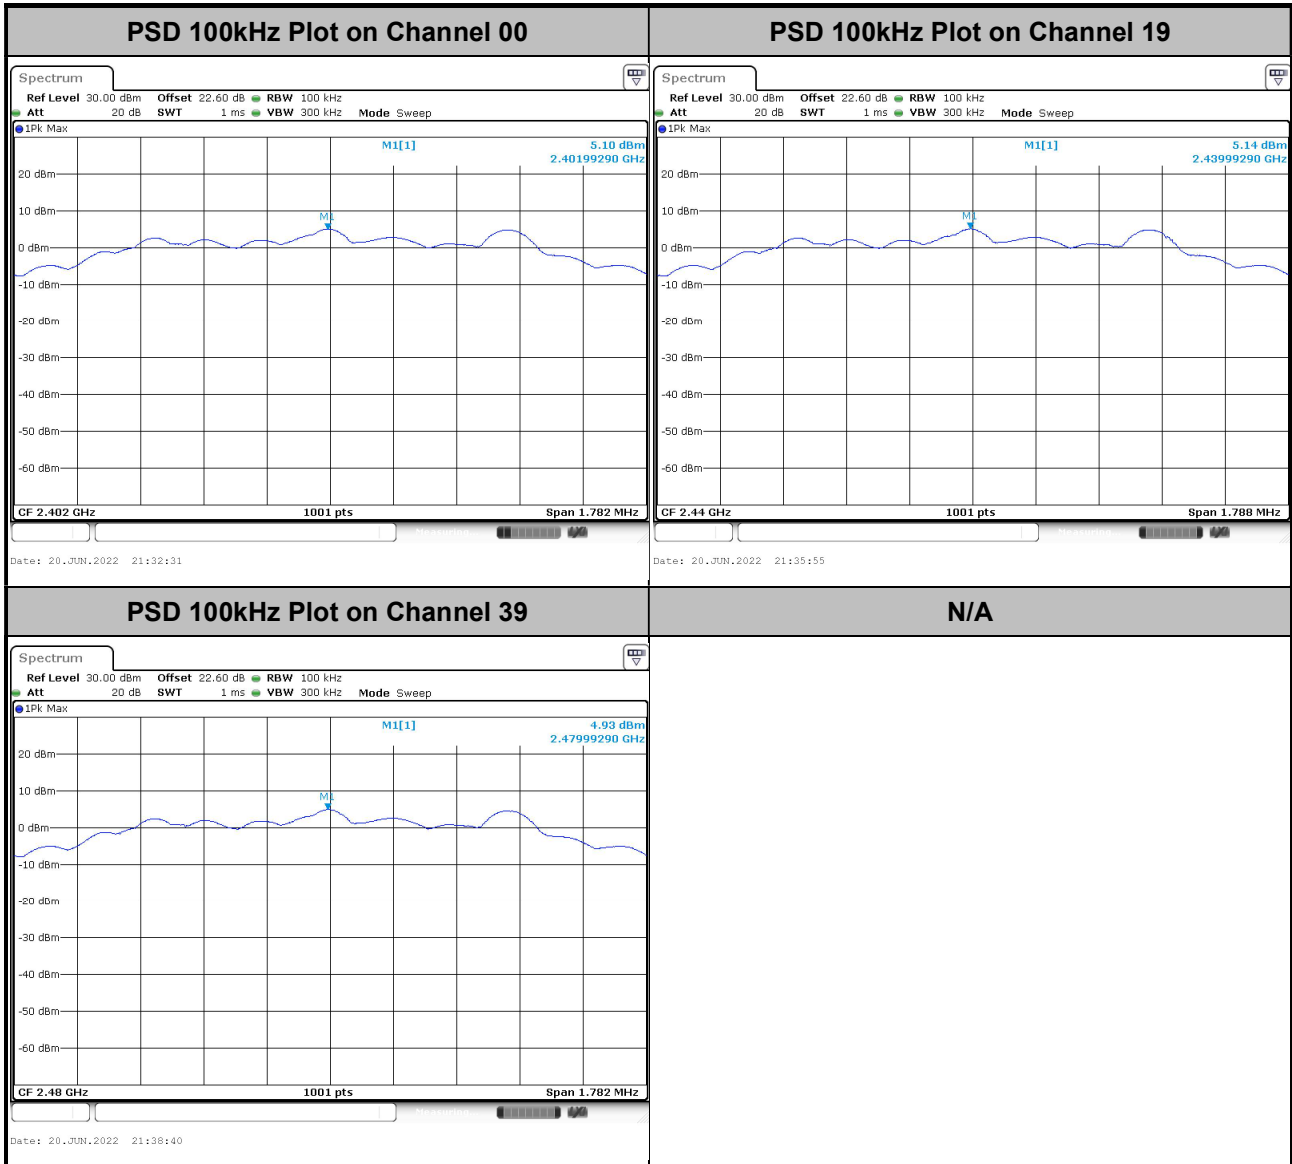 PSD 100kHz Plot on Channel 00
Spectrum
Ref Level 30.00 dBm Offset 22.60 dB RBW 100 kHz
Att 20 dB SWT 1 ms VBW 300 kHz Mode Sweep
1Pk Max
M1[1] 5.10 dBm
2.40199290 GHz
20 dBm
10 dBm
M1
0 dBm
-10 dBm
-20 dBm
-30 dBm
-40 dBm
-50 dBm
-60 dBm
CF 2.402 GHz 1001 pts Span 1.782 MHz
Measuring...
Date: 20.JUN.2022 21:32:31
PSD 100kHz Plot on Channel 19
Spectrum
Ref Level 30.00 dBm Offset 22.60 dB RBW 100 kHz
Att 20 dB SWT 1 ms VBW 300 kHz Mode Sweep
1Pk Max
M1[1] 5.14 dBm
2.43999290 GHz
20 dBm
10 dBm
M1
0 dBm
-10 dBm
-20 dBm
-30 dBm
-40 dBm
-50 dBm
-60 dBm
CF 2.44 GHz 1001 pts Span 1.788 MHz
Measuring...
Date: 20.JUN.2022 21:35:55
PSD 100kHz Plot on Channel 39
Spectrum
Ref Level 30.00 dBm Offset 22.60 dB RBW 100 kHz
Att 20 dB SWT 1 ms VBW 300 kHz Mode Sweep
1Pk Max
M1[1] 4.93 dBm
2.47999290 GHz
20 dBm
10 dBm
M1
0 dBm
-10 dBm
-20 dBm
-30 dBm
-40 dBm
-50 dBm
-60 dBm
CF 2.48 GHz 1001 pts Span 1.782 MHz
Measuring...
Date: 20.JUN.2022 21:38:40
N/A